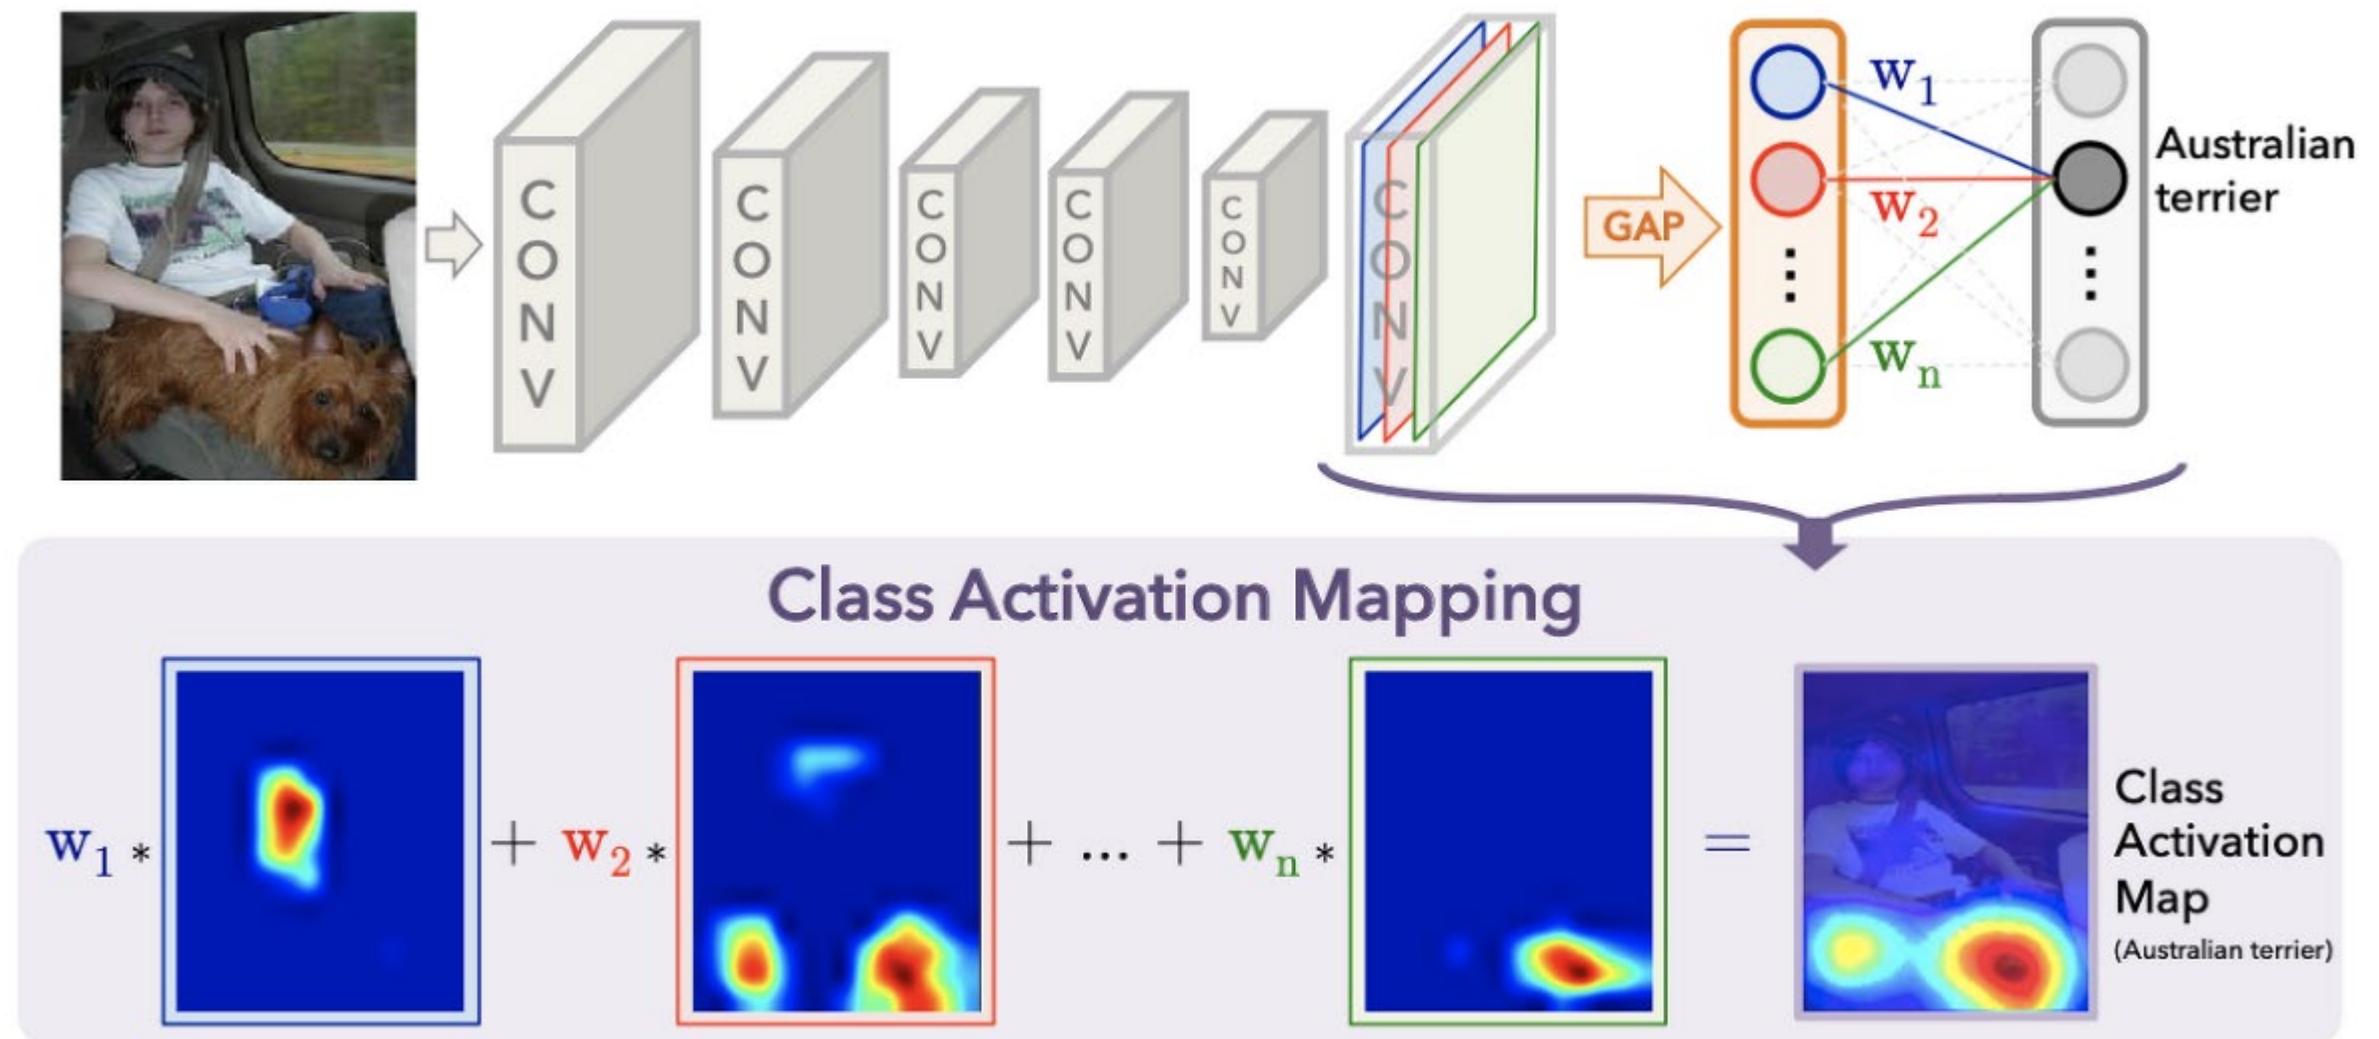 CONV
CONV
CONV
CONV
CONV
CONV
GAP
w1
w2
⋮
wn
⋮
Australian
terrier
Class Activation Mapping
w1 * + w2 * + ... + wn * =
Class
Activation
Map
(Australian terrier)